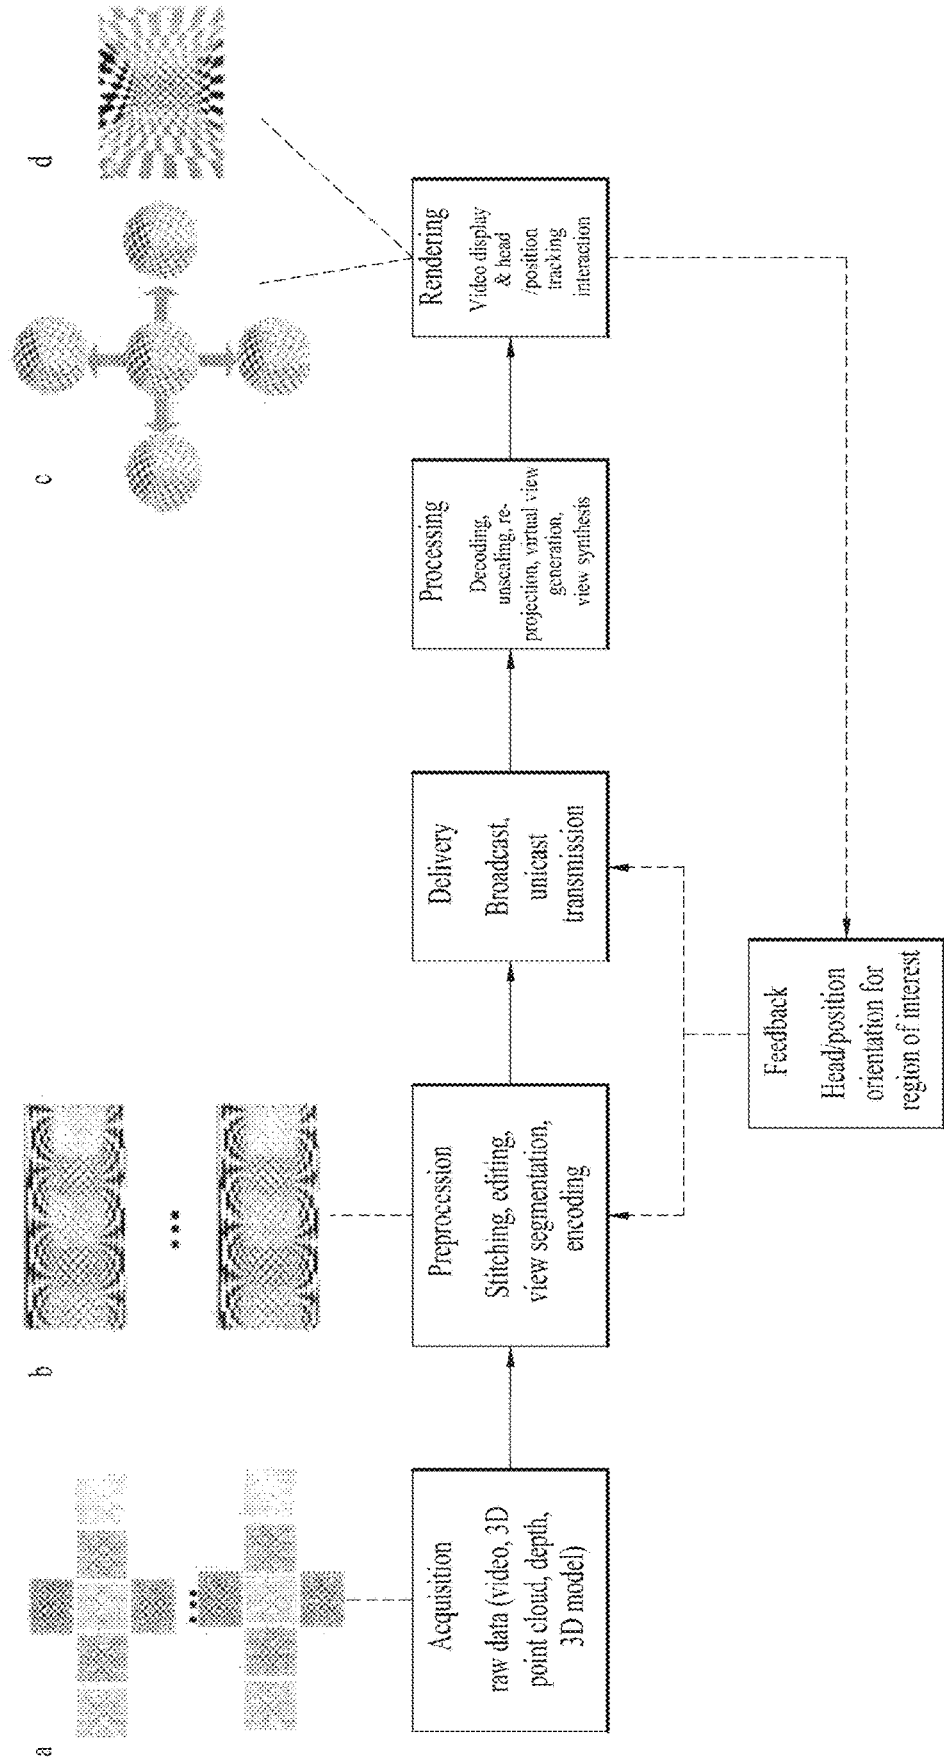 a
b
c
d
Acquisition
raw data (video, 3D
point cloud, depth,
3D model)
Preprocession
Stitching, editing,
view segmentation,
encoding
Delivery
Broadcast,
unicast
transmission
Processing
Decoding,
unscaling, re-
projection, virtual view
generation,
view synthesis
Rendering
Video display
& head
/position
tracking
interaction
Feedback
Head/position
orientation for
region of interest